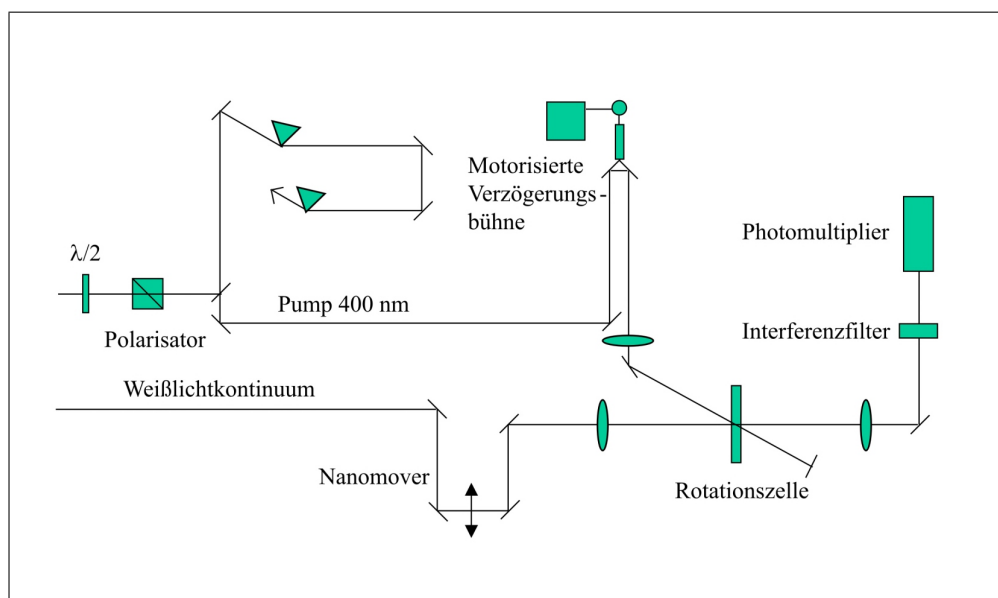 Motorisierte
Verzögerungs-
bühne
Photomultiplier
λ/2
Pump 400 nm
Polarisator
Interferenzfilter
Weißlichtkontinuum
Nanomover
Rotationszelle